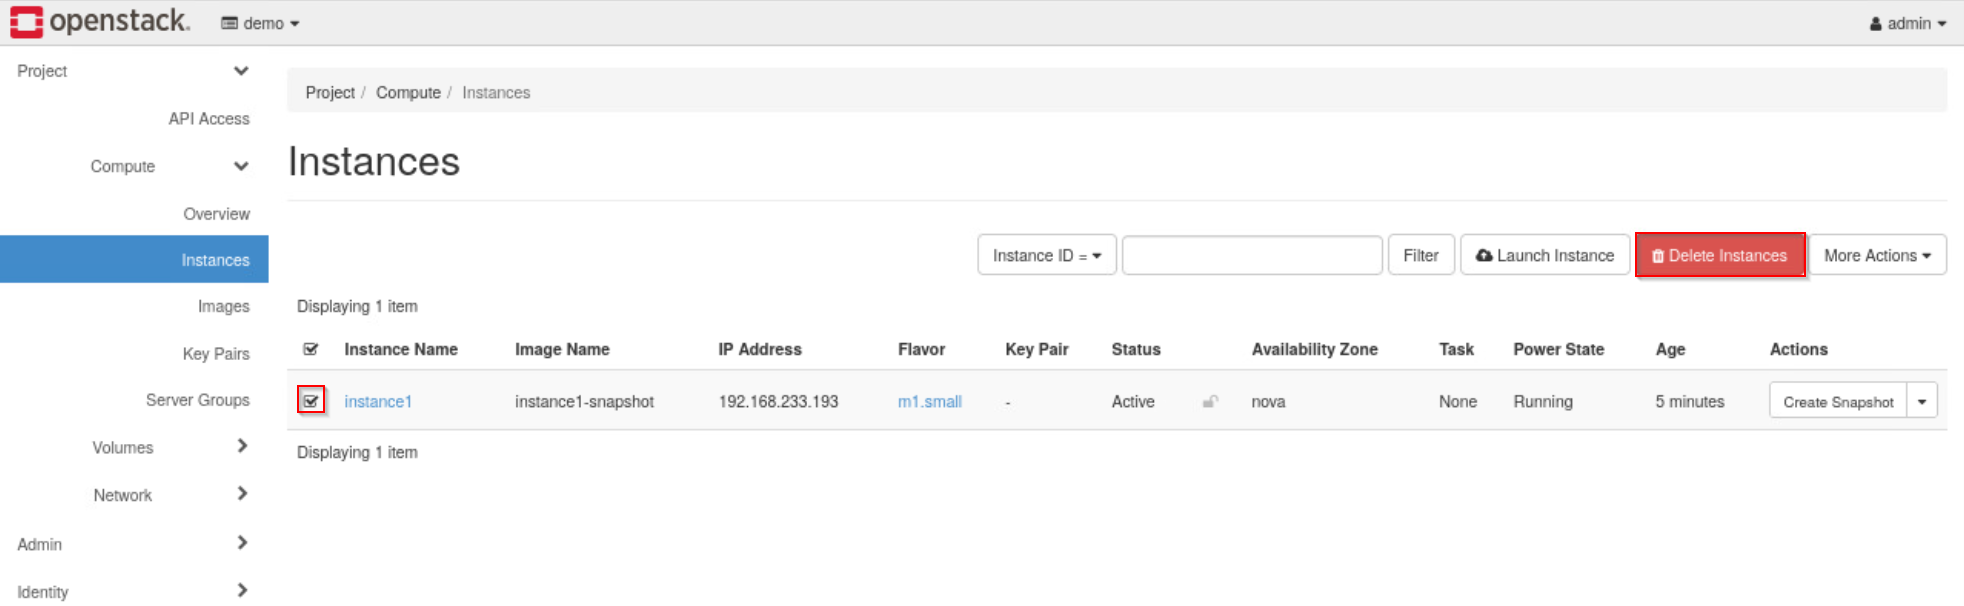 openstack. demo admin
Project
Project / Compute / Instances
API Access
Compute
Instances
Overview
Instances
Instance ID = Filter Launch Instance Delete Instances More Actions
Images
Displaying 1 item
Key Pairs
Instance Name Image Name IP Address Flavor Key Pair Status Availability Zone Task Power State Age Actions
Server Groups
instance1 instance1-snapshot 192.168.233.193 m1.small - Active nova None Running 5 minutes Create Snapshot
Volumes
Displaying 1 item
Network
Admin
Identity